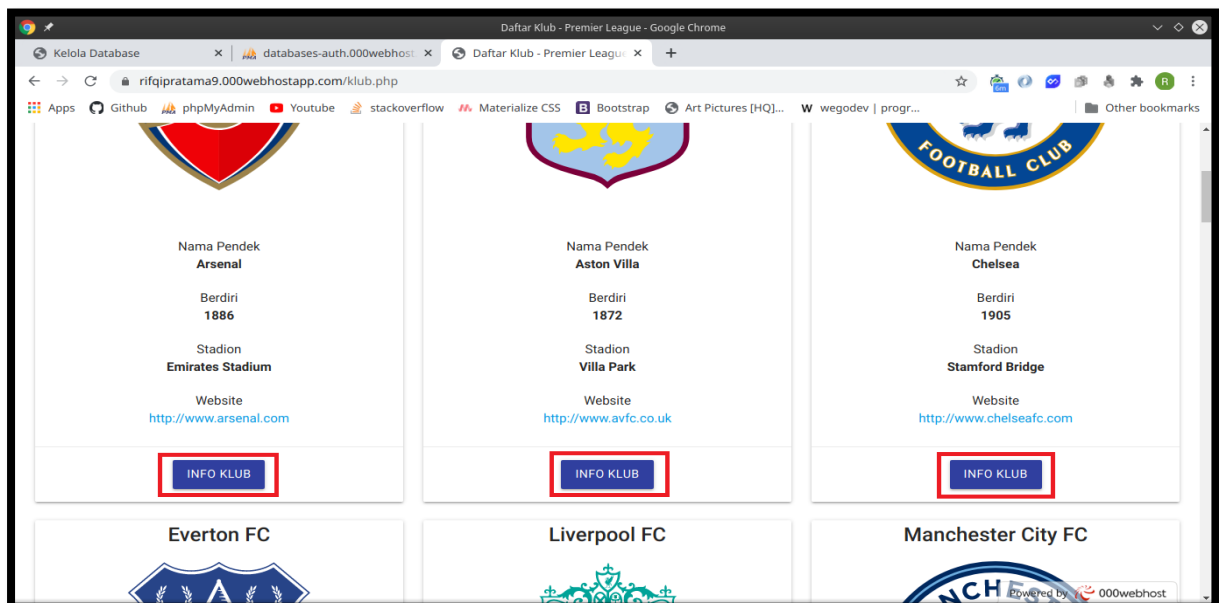 Daftar Klub - Premier League - Google Chrome
Kelola Database
databases-auth.000webhost
Daftar Klub - Premier League
rifqipratama9.000webhostapp.com/klub.php
6m
R
Apps
Github
phpMyAdmin
Youtube
stackoverflow
Materialize CSS
B Bootstrap
Art Pictures [HQ]...
W wegodev | progr...
Other bookmarks
FOOTBALL CLUB
Nama Pendek
Arsenal
Berdiri
1886
Stadion
Emirates Stadium
Website
http://www.arsenal.com
INFO KLUB
Nama Pendek
Aston Villa
Berdiri
1872
Stadion
Villa Park
Website
http://www.avfc.co.uk
INFO KLUB
Nama Pendek
Chelsea
Berdiri
1905
Stadion
Stamford Bridge
Website
http://www.chelseafc.com
INFO KLUB
Everton FC
Liverpool FC
Manchester City FC
Powered by 000webhost